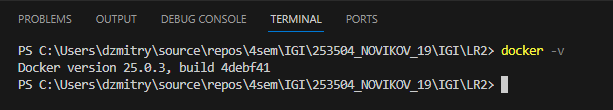 PROBLEMS OUTPUT DEBUG CONSOLE TERMINAL PORTS
PS C:\Users\dzmitry\source\repos\4sem\IGI\253504_NOVIKOV_19\IGI\LR2> docker -v
Docker version 25.0.3, build 4debf41
PS C:\Users\dzmitry\source\repos\4sem\IGI\253504_NOVIKOV_19\IGI\LR2>